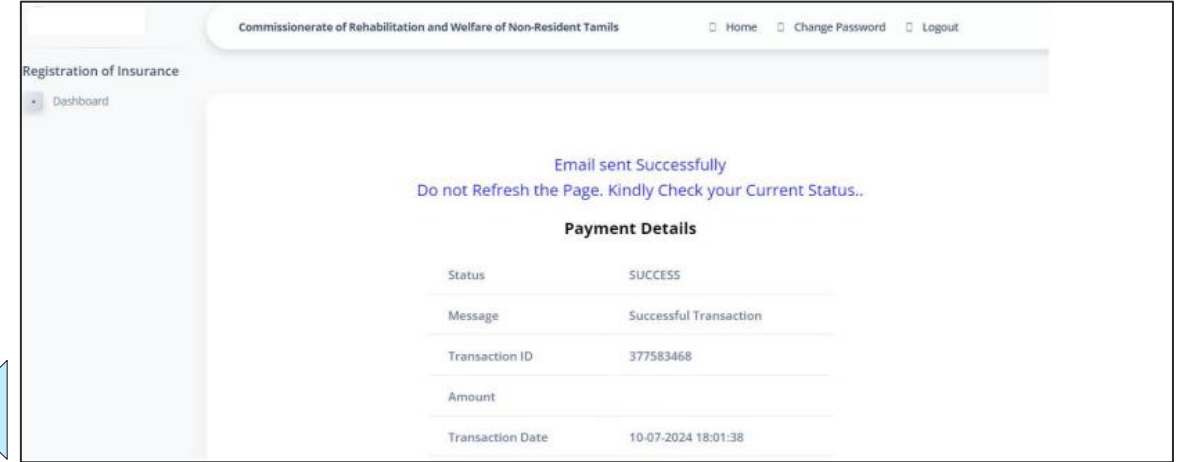 Commissionerate of Rehabilitation and Welfare of Non-Resident Tamils Home Change Password Logout
Registration of Insurance
Dashboard
Email sent Successfully
Do not Refresh the Page. Kindly Check your Current Status..
Payment Details
Status SUCCESS
Message Successful Transaction
Transaction ID 377583468
Amount
Transaction Date 10-07-2024 18:01:38